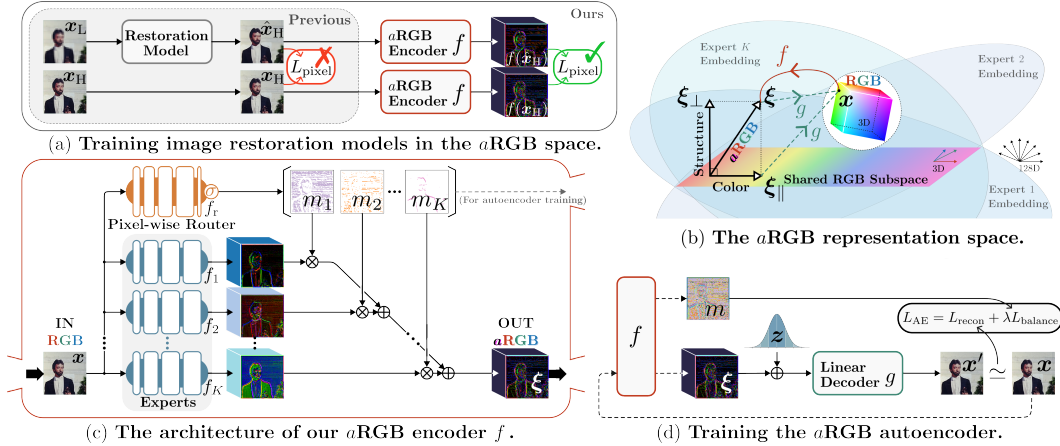 Previous
Ours
x_L
Restoration
Model
x̂_H
aRGB
Encoder f
f(x̂_H)
L_pixel
L_pixel
x_H
x_H
aRGB
Encoder f
f(x_H)
(a) Training image restoration models in the aRGB space.
f_r
σ
Pixel-wise Router
m_1
m_2
...
m_K
(For autoencoder training)
f_1
f_2
f_K
Experts
IN
RGB
x
OUT
aRGB
ξ
(c) The architecture of our aRGB encoder f.
Expert K
Embedding
Expert 2
Embedding
Expert 1
Embedding
f
RGB
x
3D
ξ_⊥
ξ
g
g
Structure
aRGB
Color
ξ_∥
Shared RGB Subspace
3D
128D
(b) The aRGB representation space.
f
m
ξ
z
Linear
Decoder g
L_AE = L_recon + λL_balance
x′ ≃ x
(d) Training the aRGB autoencoder.